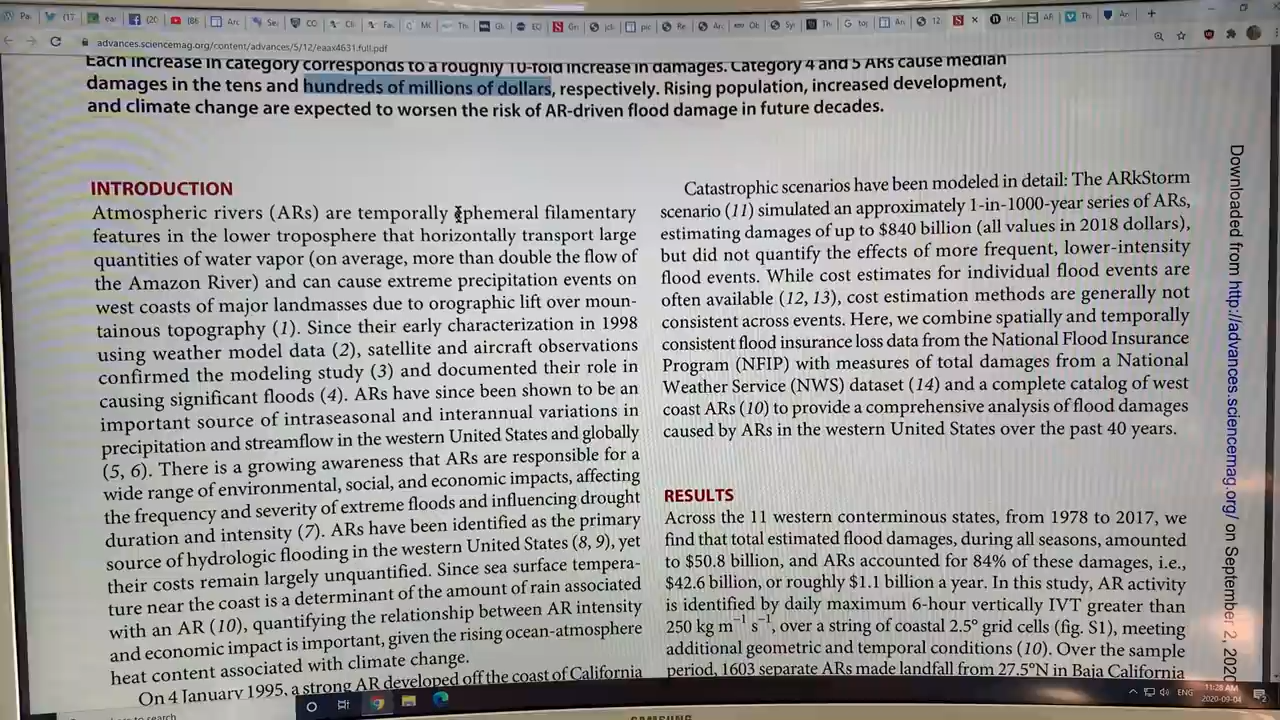 advances.sciencemag.org/content/advances/5/12/eaax4631.full.pdf
Each increase in category corresponds to a roughly 10-fold increase in damages. Category 4 and 5 ARs cause median
damages in the tens and hundreds of millions of dollars, respectively. Rising population, increased development,
and climate change are expected to worsen the risk of AR-driven flood damage in future decades.
INTRODUCTION
Atmospheric rivers (ARs) are temporally ephemeral filamentary
features in the lower troposphere that horizontally transport large
quantities of water vapor (on average, more than double the flow of
the Amazon River) and can cause extreme precipitation events on
west coasts of major landmasses due to orographic lift over moun-
tainous topography (1). Since their early characterization in 1998
using weather model data (2), satellite and aircraft observations
confirmed the modeling study (3) and documented their role in
causing significant floods (4). ARs have since been shown to be an
important source of intraseasonal and interannual variations in
precipitation and streamflow in the western United States and globally
(5, 6). There is a growing awareness that ARs are responsible for a
wide range of environmental, social, and economic impacts, affecting
the frequency and severity of extreme floods and influencing drought
duration and intensity (7). ARs have been identified as the primary
source of hydrologic flooding in the western United States (8, 9), yet
their costs remain largely unquantified. Since sea surface tempera-
ture near the coast is a determinant of the amount of rain associated
with an AR (10), quantifying the relationship between AR intensity
and economic impact is important, given the rising ocean-atmosphere
heat content associated with climate change.
On 4 January 1995, a strong AR developed off the coast of California
Catastrophic scenarios have been modeled in detail: The ARkStorm
scenario (11) simulated an approximately 1-in-1000-year series of ARs,
estimating damages of up to $840 billion (all values in 2018 dollars),
but did not quantify the effects of more frequent, lower-intensity
flood events. While cost estimates for individual flood events are
often available (12, 13), cost estimation methods are generally not
consistent across events. Here, we combine spatially and temporally
consistent flood insurance loss data from the National Flood Insurance
Program (NFIP) with measures of total damages from a National
Weather Service (NWS) dataset (14) and a complete catalog of west
coast ARs (10) to provide a comprehensive analysis of flood damages
caused by ARs in the western United States over the past 40 years.
RESULTS
Across the 11 western conterminous states, from 1978 to 2017, we
find that total estimated flood damages, during all seasons, amounted
to $50.8 billion, and ARs accounted for 84% of these damages, i.e.,
$42.6 billion, or roughly $1.1 billion a year. In this study, AR activity
is identified by daily maximum 6-hour vertically IVT greater than
250 kg m⁻¹ s⁻¹, over a string of coastal 2.5° grid cells (fig. S1), meeting
additional geometric and temporal conditions (10). Over the sample
period, 1603 separate ARs made landfall from 27.5°N in Baja California
Downloaded from http://advances.sciencemag.org/ on September 2, 2020
ENG
11:28 AM
2020-09-04
here to search
SAMSUNG